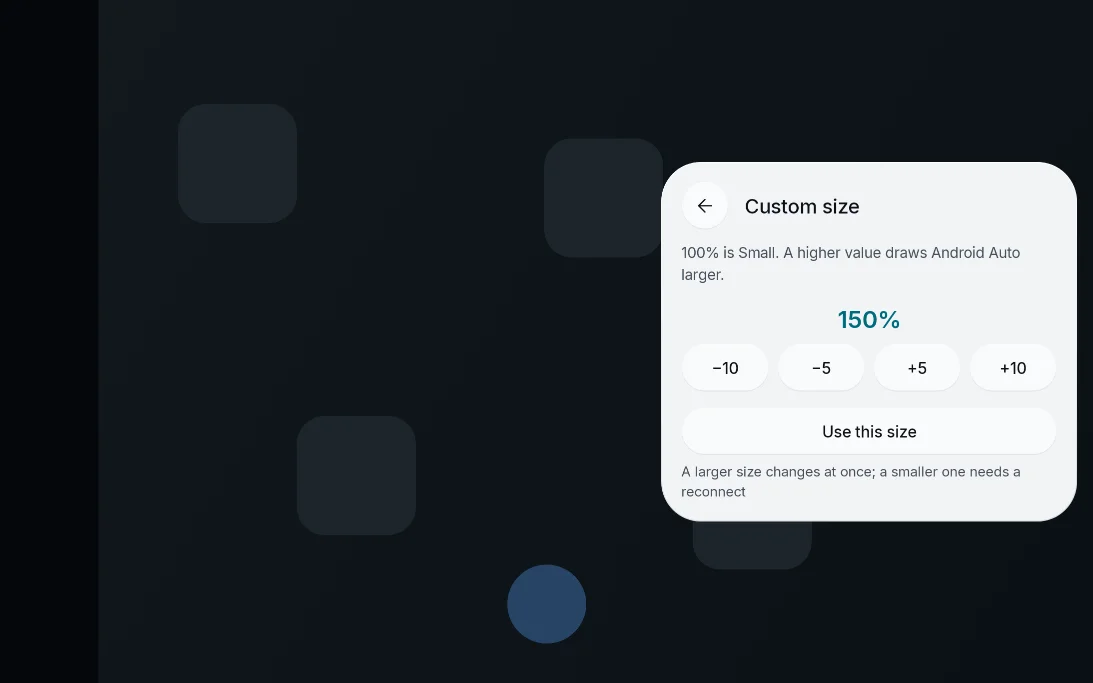 Custom size
100% is Small. A higher value draws Android Auto
larger.
150%
−10 −5 +5 +10
Use this size
A larger size changes at once; a smaller one needs a
reconnect